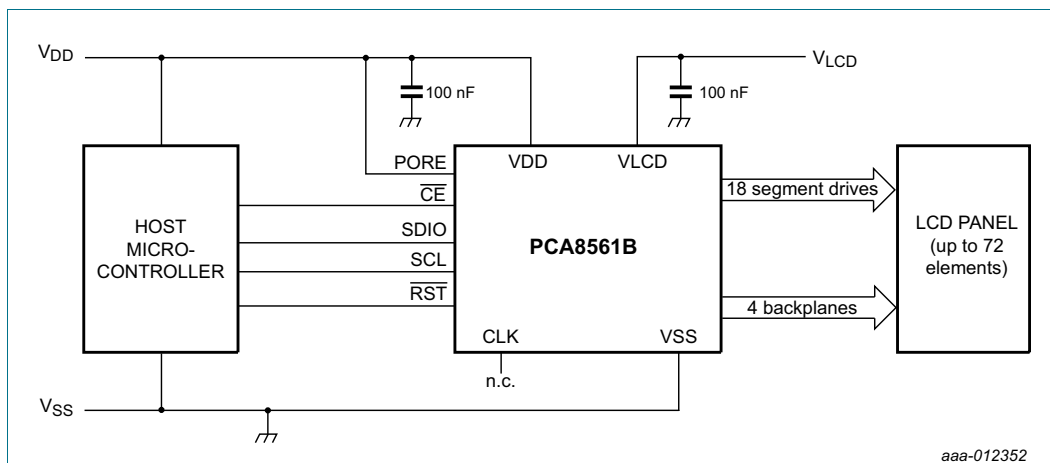 VDD
100 nF
VLCD
100 nF
PORE
VDD
VLCD
CE
SDIO
SCL
RST
HOST
MICRO-
CONTROLLER
PCA8561B
18 segment drives
4 backplanes
LCD PANEL
(up to 72
elements)
CLK
VSS
n.c.
VSS
aaa-012352